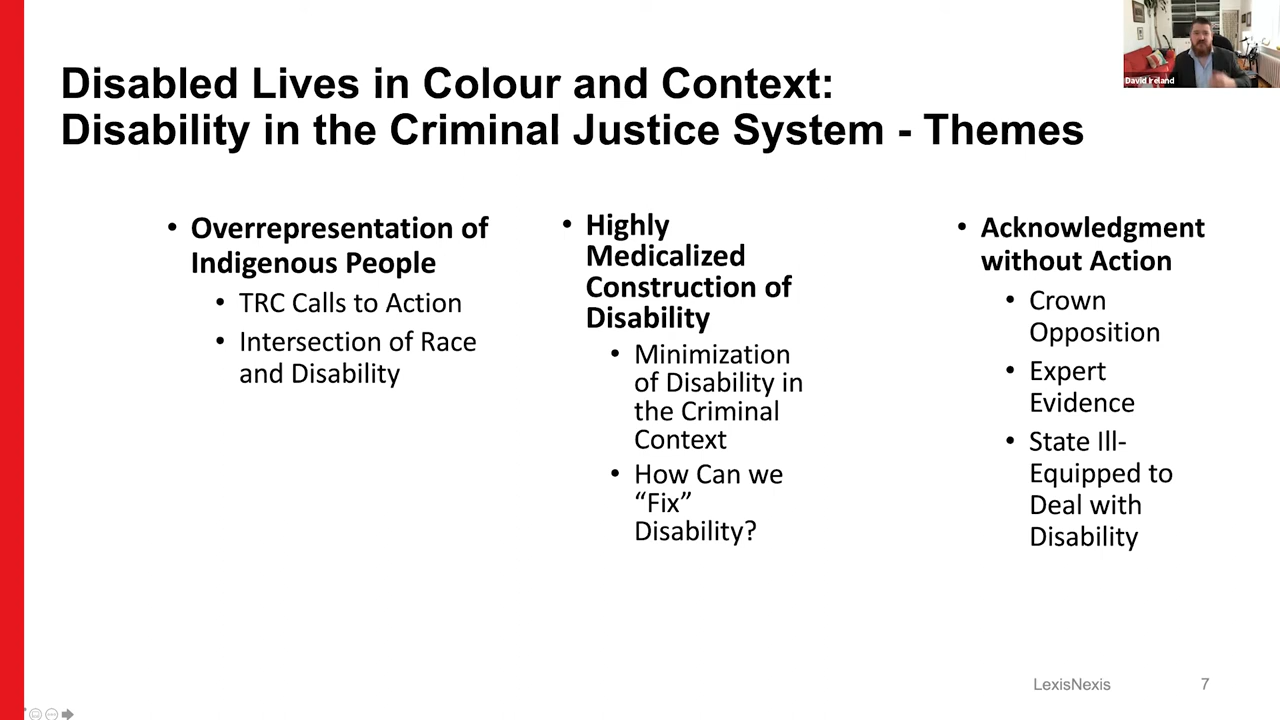 David Ireland
Disabled Lives in Colour and Context:
Disability in the Criminal Justice System - Themes
• Overrepresentation of
Indigenous People
• TRC Calls to Action
• Intersection of Race
and Disability
• Highly
Medicalized
Construction of
Disability
• Minimization
of Disability in
the Criminal
Context
• How Can we
“Fix”
Disability?
• Acknowledgment
without Action
• Crown
Opposition
• Expert
Evidence
• State Ill-
Equipped to
Deal with
Disability
LexisNexis
7